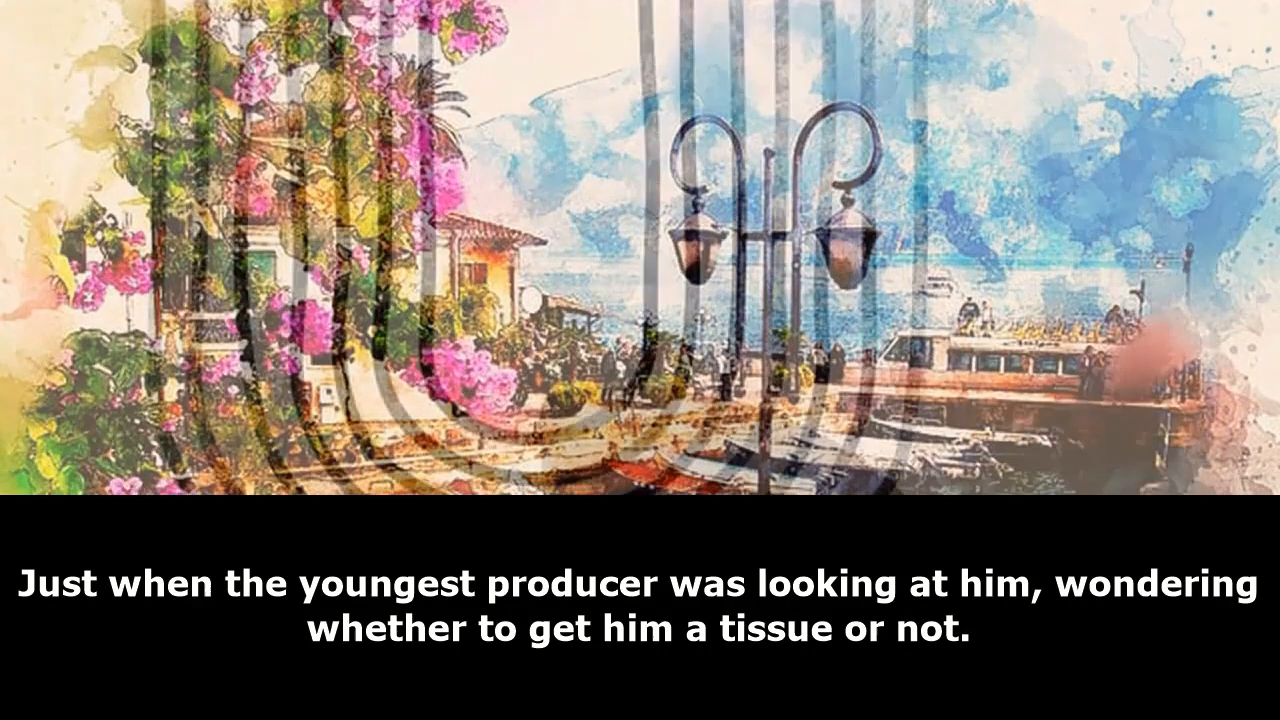 Just when the youngest producer was looking at him, wondering
whether to get him a tissue or not.